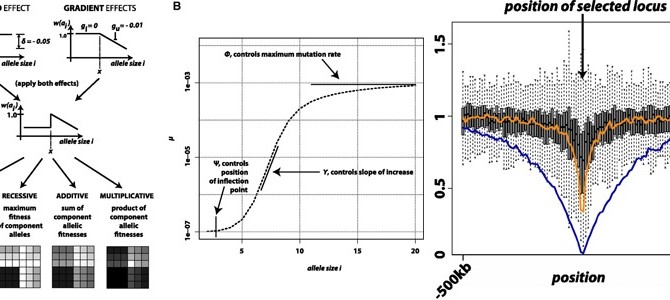 EFFECT
GRADIENT EFFECTS
w(ai)
gl = 0
gu = - 0.01
1.0
δ = - 0.05
allele size i
allele size i
x
(apply both effects)
w(ai)
1.0
allele size i
x
RECESSIVE
maximum
fitness
of component
alleles
ADDITIVE
sum of
component
allelic
fitnesses
MULTIPLICATIVE
product of
component
allelic
fitnesses
B
Φ, controls maximum mutation rate
1e-03
1e-05
1e-07
μ
Ψ, controls
position
of inflection
point
Υ, controls slope of increase
5
10
15
20
allele size i
position of selected locus
1.5
1
0.5
0
-500kb
position